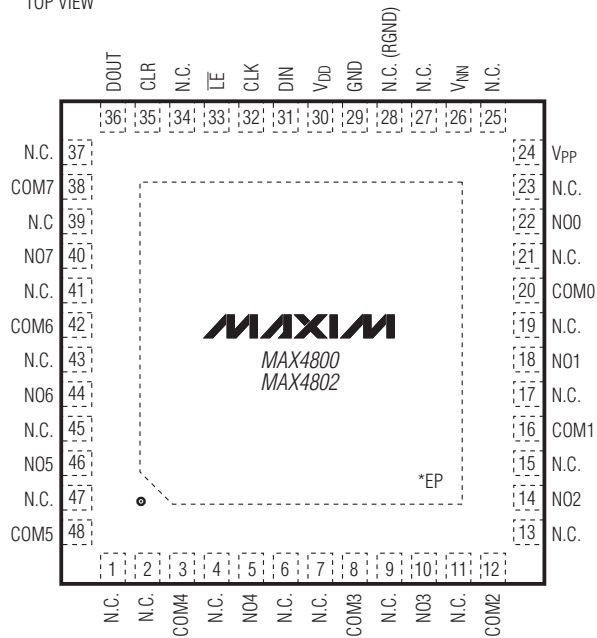 TOP VIEW
DOUT
CLR
N.C.
LE
CLK
DIN
VDD
GND
N.C. (RGND)
N.C.
VNN
N.C.
36 35 34 33 32 31 30 29 28 27 26 25
N.C. 37
COM7 38
N.C 39
NO7 40
N.C. 41
COM6 42
N.C. 43
NO6 44
N.C. 45
NO5 46
N.C. 47
COM5 48
MAXIM
MAX4800
MAX4802
*EP
24 VPP
23 N.C.
22 NO0
21 N.C.
20 COM0
19 N.C.
18 NO1
17 N.C.
16 COM1
15 N.C.
14 NO2
13 N.C.
1 2 3 4 5 6 7 8 9 10 11 12
N.C.
N.C.
COM4
N.C.
NO4
N.C.
N.C.
COM3
N.C.
NO3
N.C.
COM2